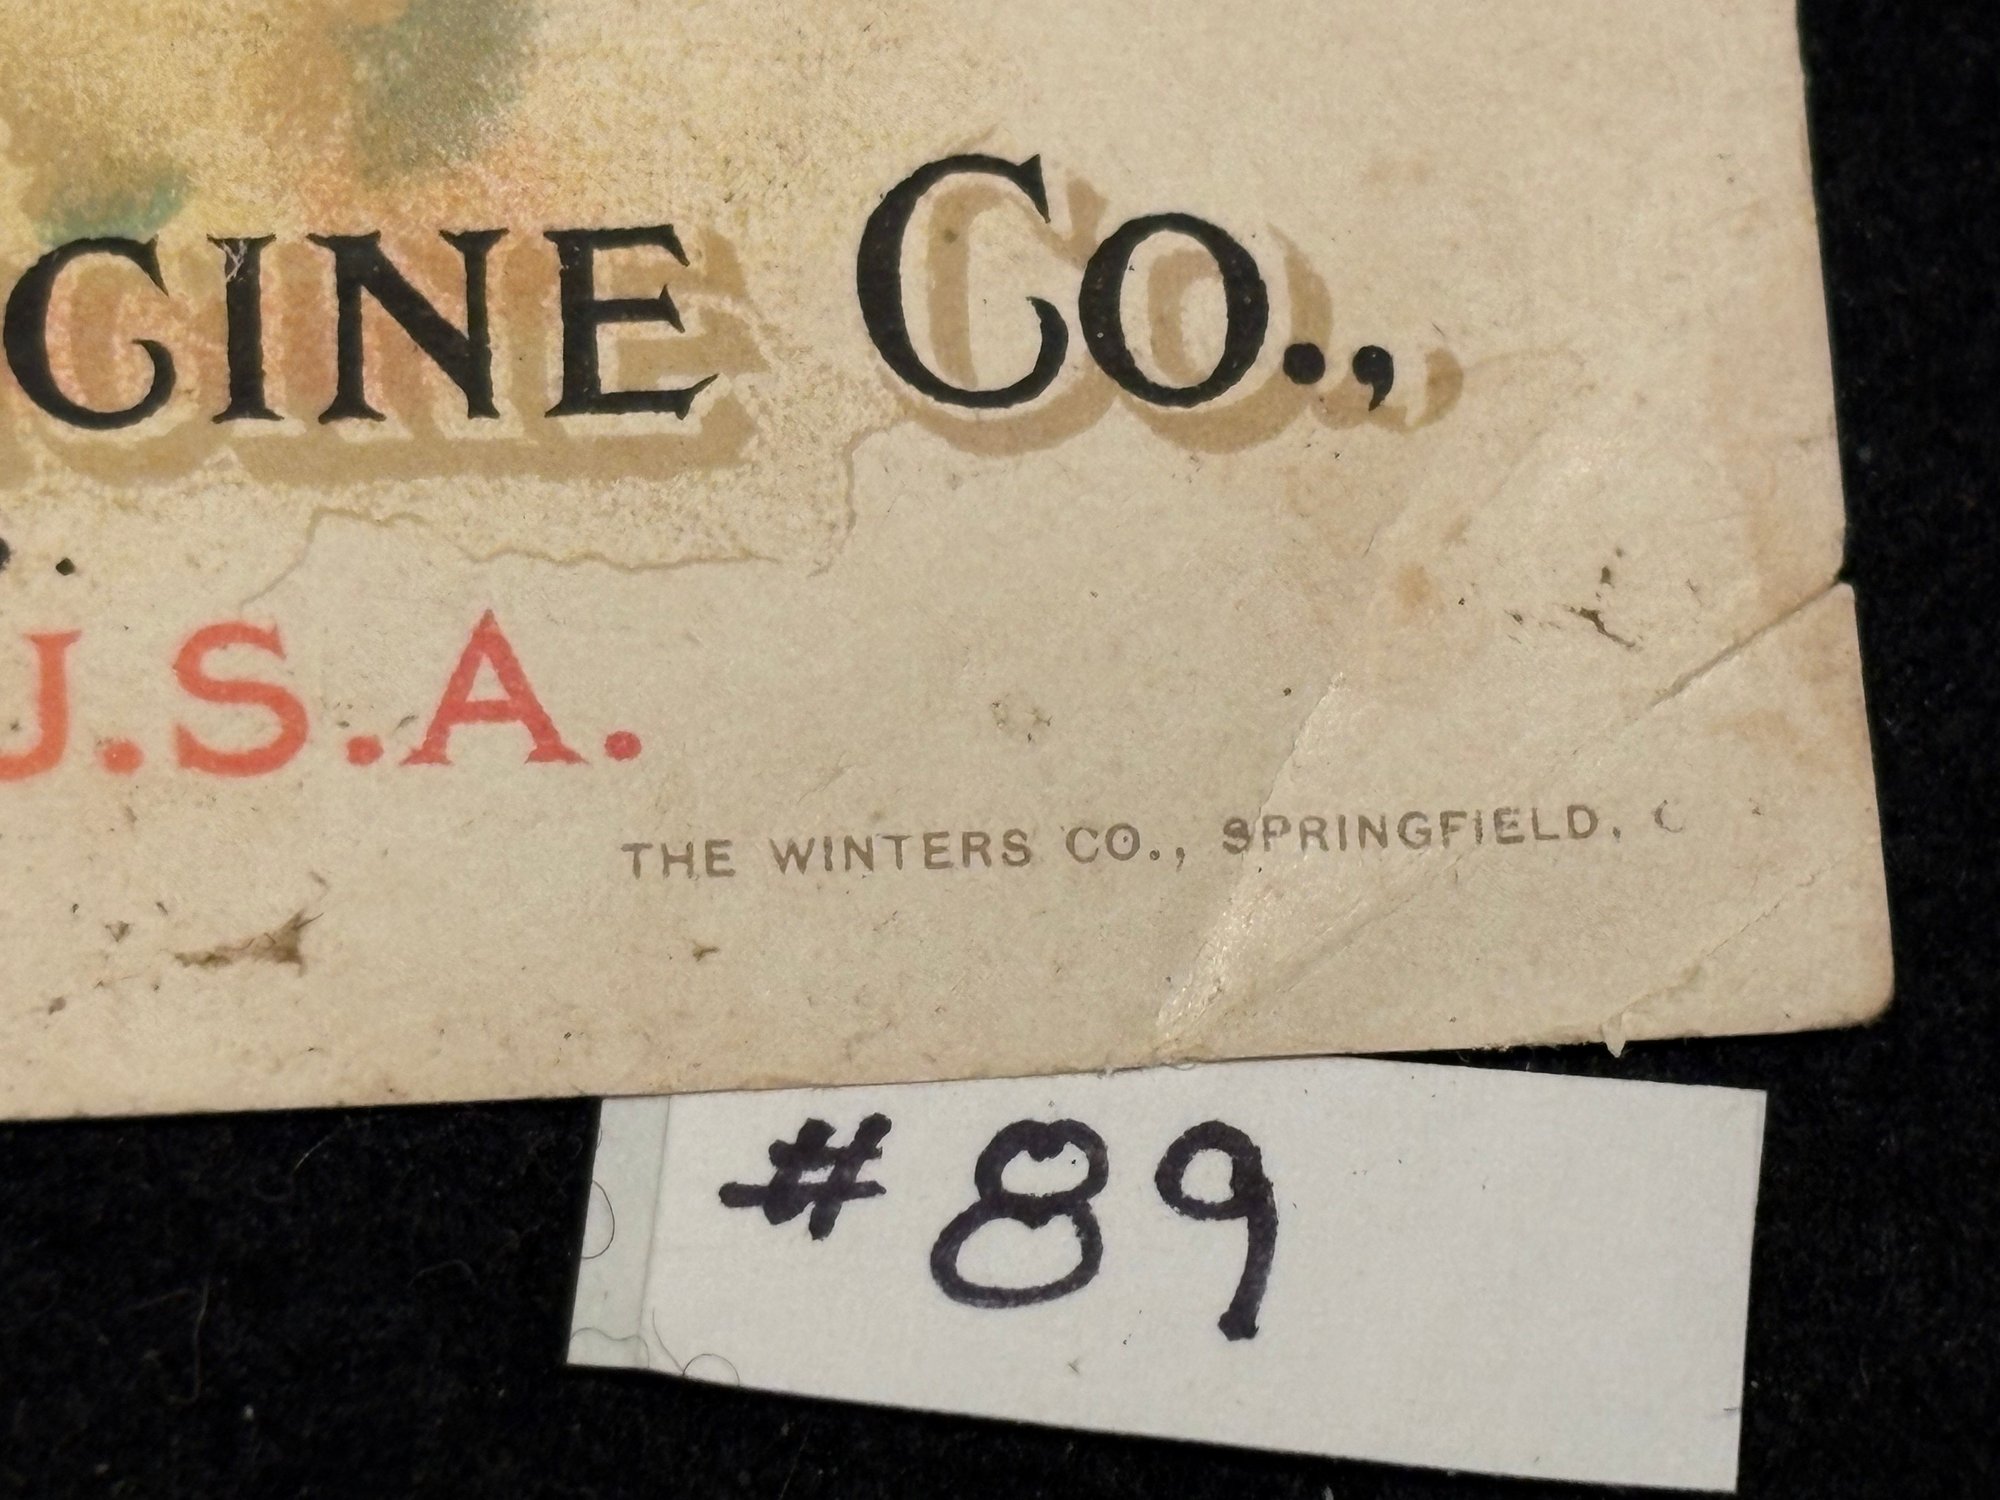 GINE CO.,
. .
U.S.A.
THE WINTERS CO., SPRINGFIELD,
#89